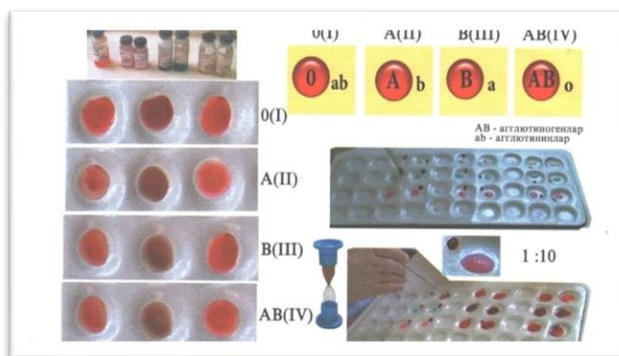 0(I) A(II) B(III) AB(IV)
0 ab A b B a AB o
AB - агглютиногенлар
ab - агглютининлар
0(I)
A(II)
B(III)
AB(IV)
1 :10